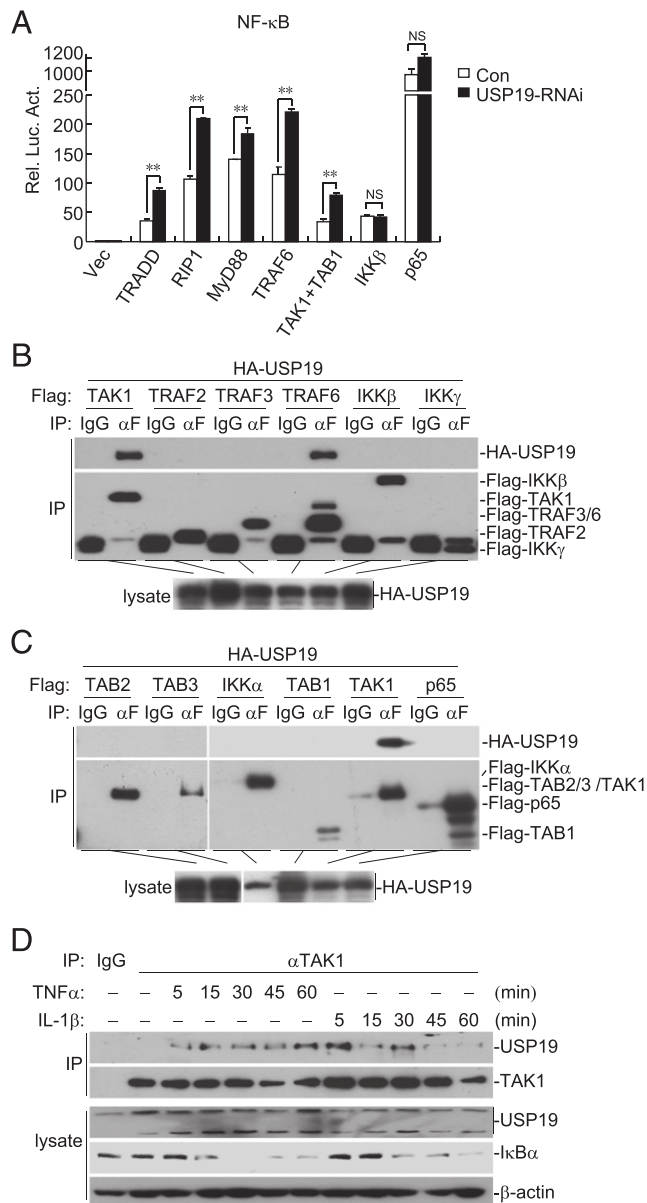 A
NF-κB
Rel. Luc. Act.
1200
1000
250
200
150
100
50
0
** ** ** ** ** NS NS
Con
USP19-RNAi
Vec TRADD RIP1 MyD88 TRAF6 TAK1+TAB1 IKKβ p65
B
HA-USP19
Flag: TAK1 TRAF2 TRAF3 TRAF6 IKKβ IKKγ
IP: IgG αF IgG αF IgG αF IgG αF IgG αF IgG αF
IP
-HA-USP19
-Flag-IKKβ
-Flag-TAK1
-Flag-TRAF3/6
-Flag-TRAF2
-Flag-IKKγ
lysate -HA-USP19
C
HA-USP19
Flag: TAB2 TAB3 IKKα TAB1 TAK1 p65
IP: IgG αF IgG αF IgG αF IgG αF IgG αF IgG αF
IP
-HA-USP19
Flag-IKKα
-Flag-TAB2/3 /TAK1
-Flag-p65
-Flag-TAB1
lysate -HA-USP19
D
IP: IgG αTAK1
TNFα: – – 5 15 30 45 60 – – – – – (min)
IL-1β: – – – – – – – 5 15 30 45 60 (min)
IP
-USP19
-TAK1
lysate
-USP19
-IκBα
-β-actin